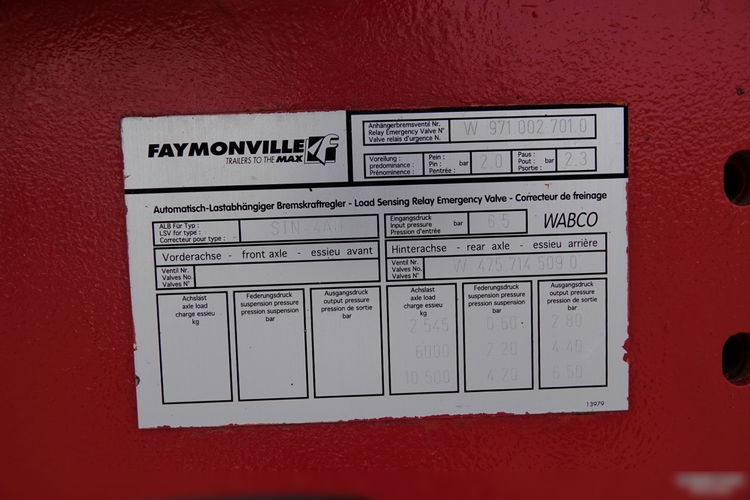 FAYMONVILLE
TRAILERS TO THE MAX
Anhängerbremsventil Nr.
Relay Emergency Valve N°
Valve relais d'urgence N.
W 971.002.701.0
Voreilung :
predominance :
Prénominence :
Pein :
Pin : bar
Pentrée :
2.0
Paus :
Pout : bar
Psortie :
2.3
Automatisch-Lastabhängiger Bremskraftregler - Load Sensing Relay Emergency Valve - Correcteur de freinage
ALB Für Typ :
LSV for type :
Correcteur pour type :
Eingangsdruck
Input pressure bar
Pression d'entrée
6.5
WABCO
Vorderachse - front axle - essieu avant
Hinterachse - rear axle - essieu arrière
Ventil Nr.
Valves No.
Valves N°
Ventil Nr.
Valves No.
Valves N°
W 475.714.509.0
Achslast
axle load
charge essieu
kg
Federungsdruck
suspension pressure
pression suspension
bar
Ausgangsdruck
output pressure
pression de sortie
bar
Achslast
axle load
charge essieu
kg
Federungsdruck
suspension pressure
pression suspension
bar
Ausgangsdruck
output pressure
pression de sortie
bar
2.545 0.60 2.80
6000 2.20 4.40
10.500 4.20 6.50
13979